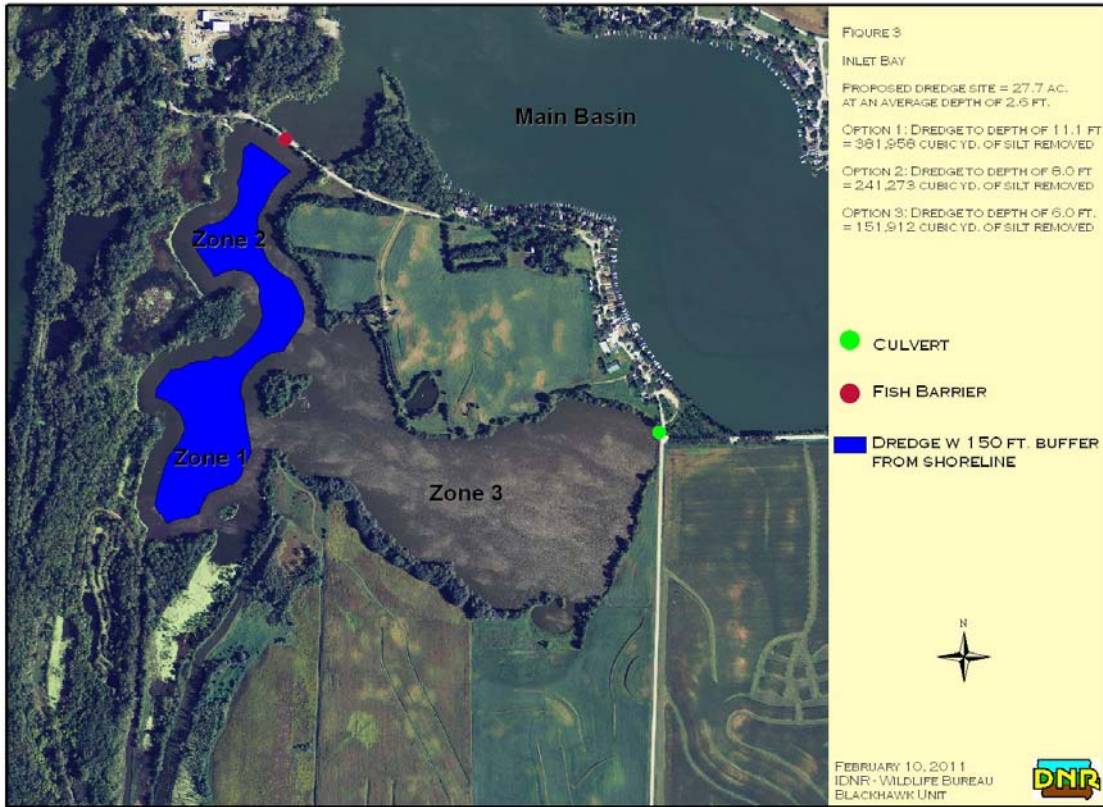 Main Basin
Zone 2
Zone 1
Zone 3
FIGURE 3
INLET BAY
PROPOSED DREDGE SITE = 27.7 AC.
AT AN AVERAGE DEPTH OF 2.6 FT.
OPTION 1: DREDGE TO DEPTH OF 11.1 FT
= 381,958 CUBIC YD. OF SILT REMOVED
OPTION 2: DREDGE TO DEPTH OF 8.0 FT
= 241,273 CUBIC YD. OF SILT REMOVED
OPTION 3: DREDGE TO DEPTH OF 6.0 FT.
= 151,912 CUBIC YD. OF SILT REMOVED
CULVERT
FISH BARRIER
DREDGE W 150 FT. BUFFER
FROM SHORELINE
N
FEBRUARY 10, 2011
IDNR - WILDLIFE BUREAU
BLACKHAWK UNIT
DNR